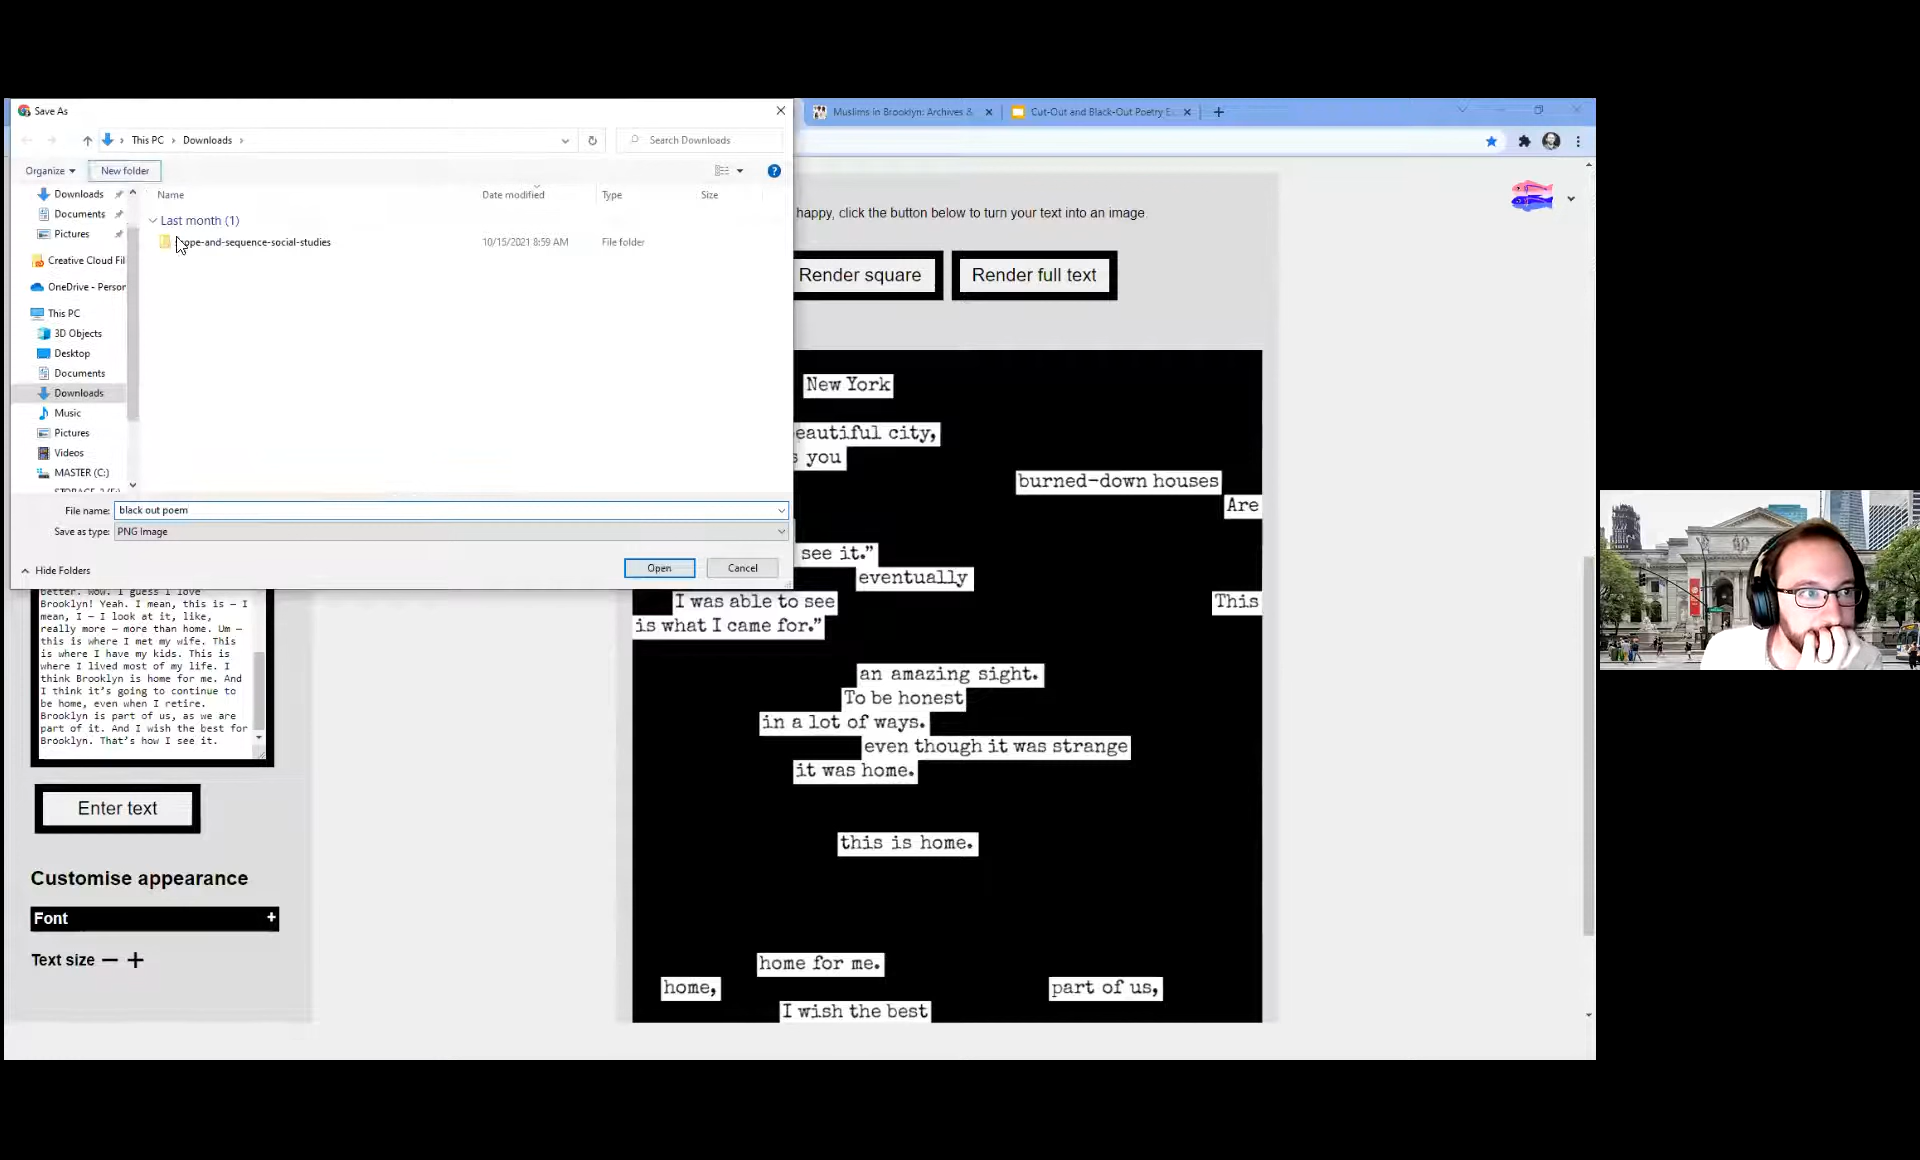 Save As
Muslims in Brooklyn: Archives &
Cut-Out and Black-Out Poetry E
This PC
Downloads
Search Downloads
Organize
New folder
Name
Date modified
Type
Size
Downloads
Documents
Pictures
Creative Cloud Fil
OneDrive - Person
This PC
3D Objects
Desktop
Documents
Downloads
Music
Pictures
Videos
MASTER (C:)
Last month (1)
ope-and-sequence-social-studies
10/15/2021 8:59 AM
File folder
File name:
black out poem
Save as type:
PNG Image
Hide Folders
Open
Cancel
happy, click the button below to turn your text into an image.
Render square
Render full text
New York
eautiful city,
s you
burned-down houses
Are
see it.”
eventually
I was able to see
This
is what I came for.”
an amazing sight.
To be honest
in a lot of ways.
even though it was strange
it was home.
this is home.
home for me.
home,
part of us,
I wish the best
better. Wow. I guess I love
Brooklyn! Yeah. I mean, this is – I
mean, I – I look at it, like,
really more – more than home. Um –
this is where I met my wife. This
is where I have my kids. This is
where I lived most of my life. I
think Brooklyn is home for me. And
I think it’s going to continue to
be home, even when I retire.
Brooklyn is part of us, as we are
part of it. And I wish the best for
Brooklyn. That’s how I see it.
Enter text
Customise appearance
Font
+
Text size − +